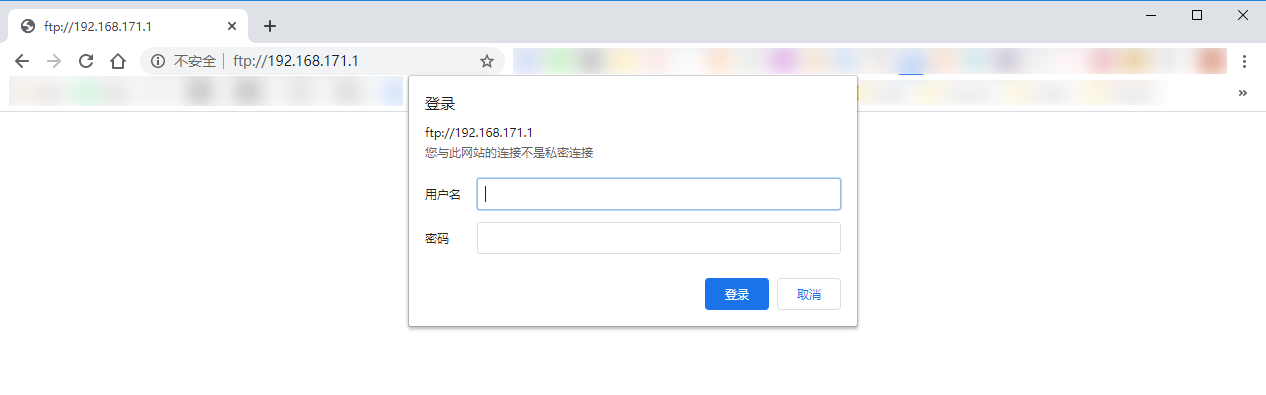 ftp://192.168.171.1
不安全 ftp://192.168.171.1
登录
ftp://192.168.171.1
您与此网站的连接不是私密连接
用户名
密码
登录 取消